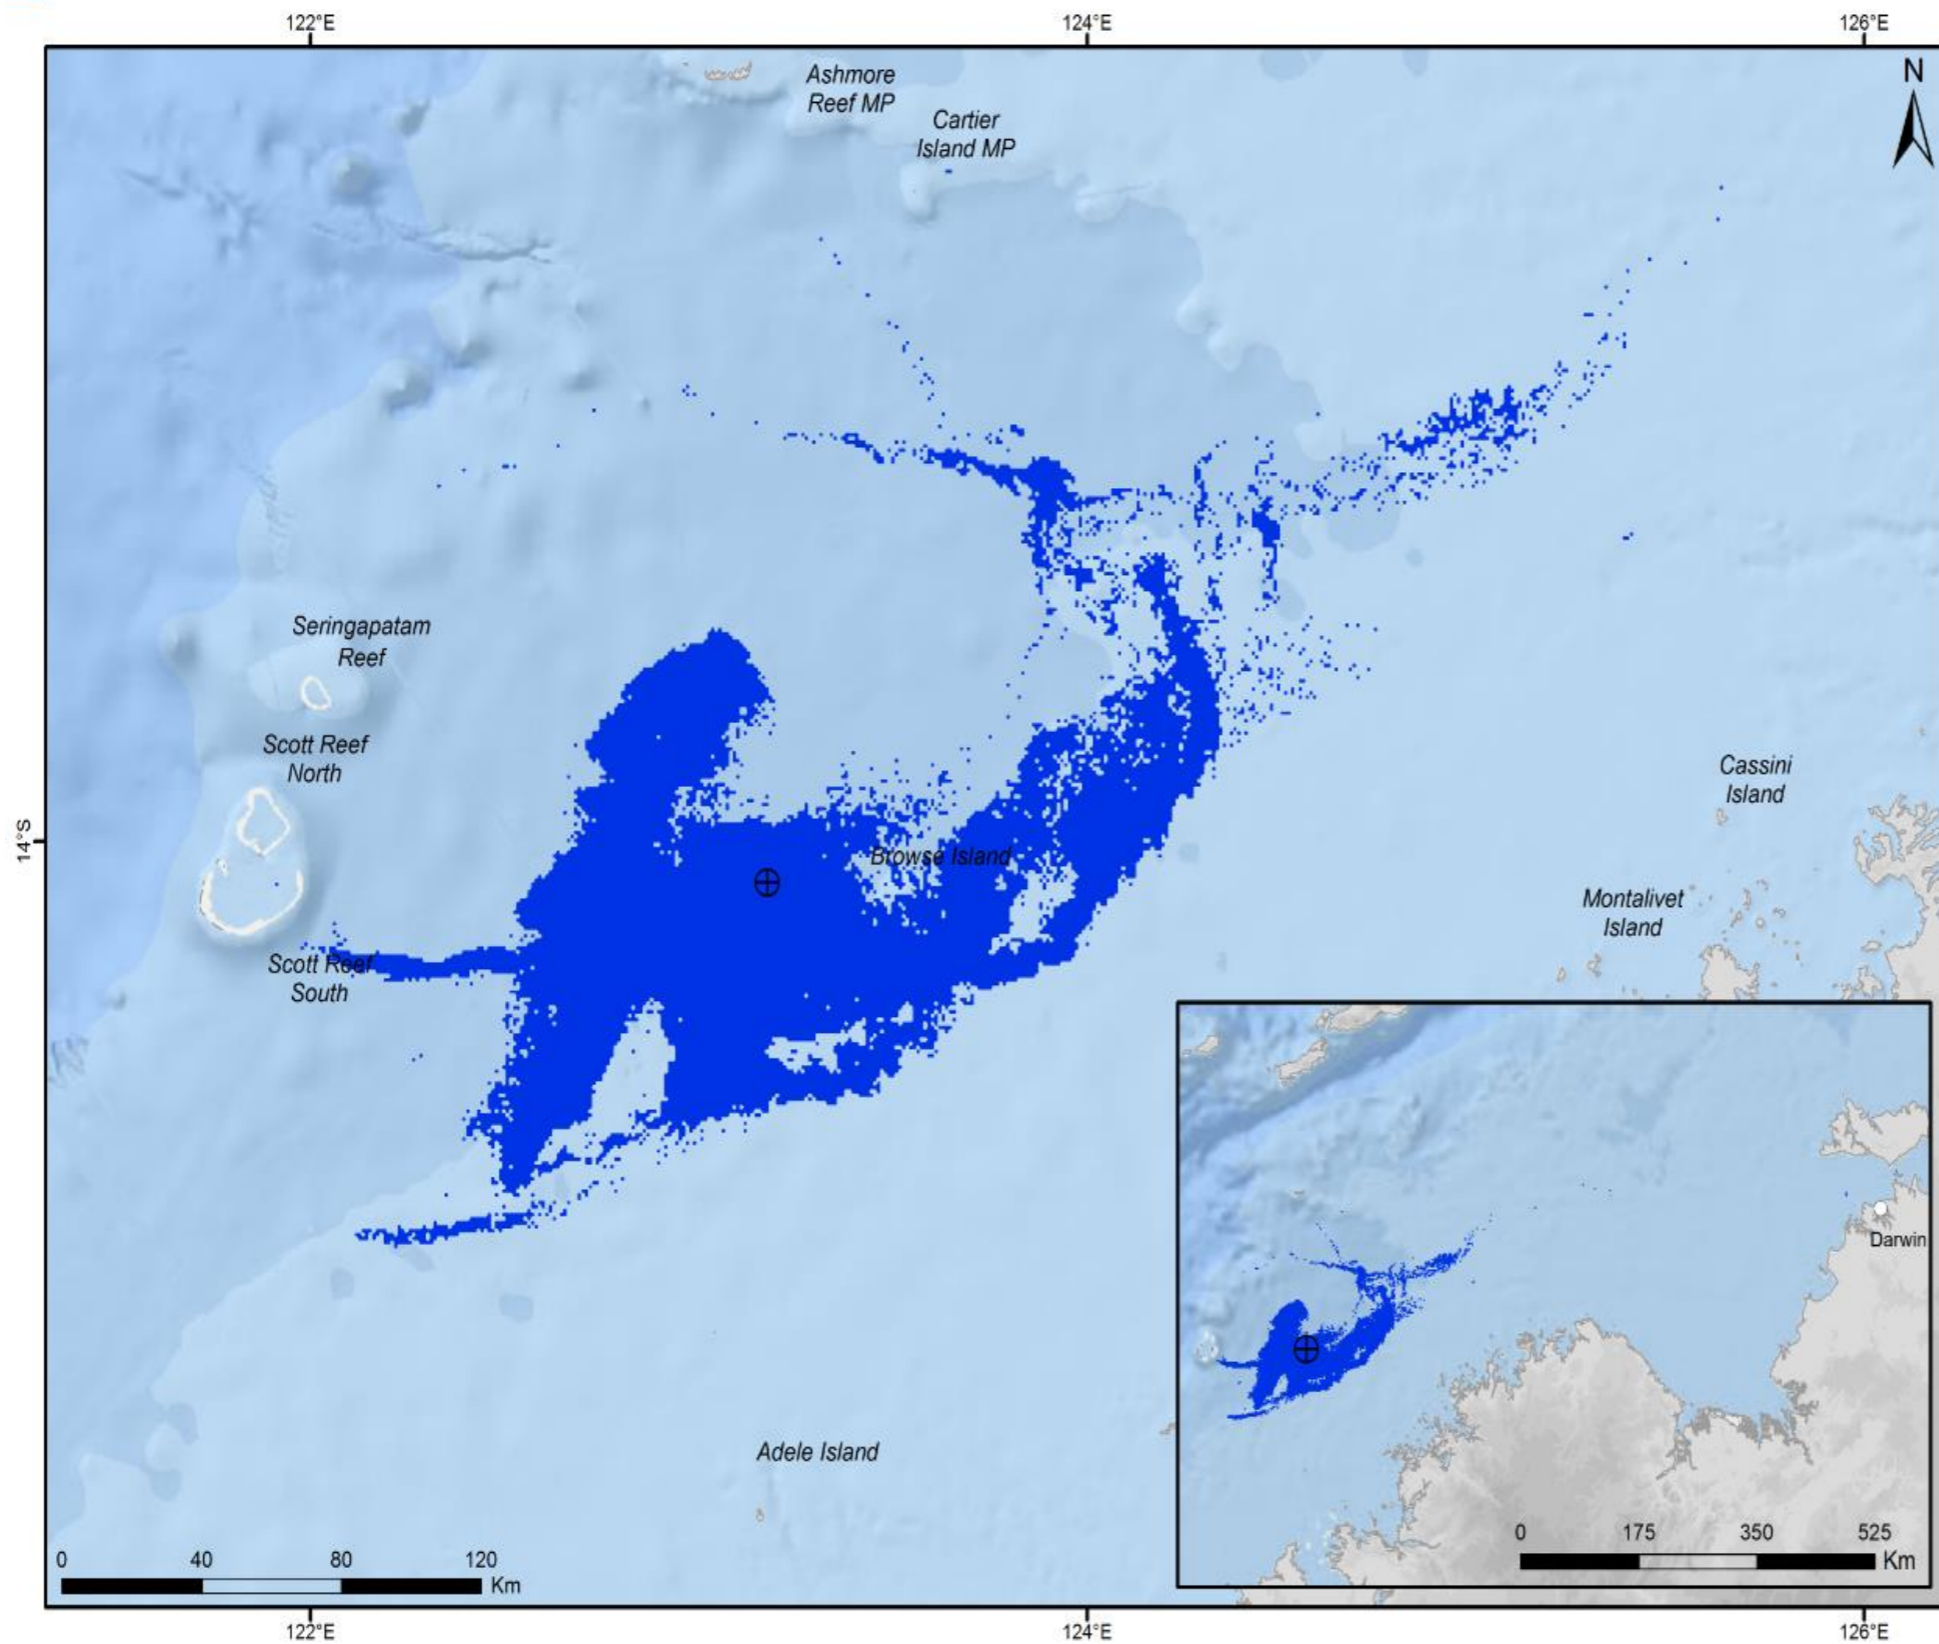 122°E
124°E
126°E
N
Ashmore
Reef MP
Cartier
Island MP
Seringapatam
Reef
Scott Reef
North
Cassini
Island
14°S
Browse Island
Montalivet
Island
Scott Reef
South
Darwin
Adele Island
0
175
350
525
Km
0
40
80
120
Km
122°E
124°E
126°E